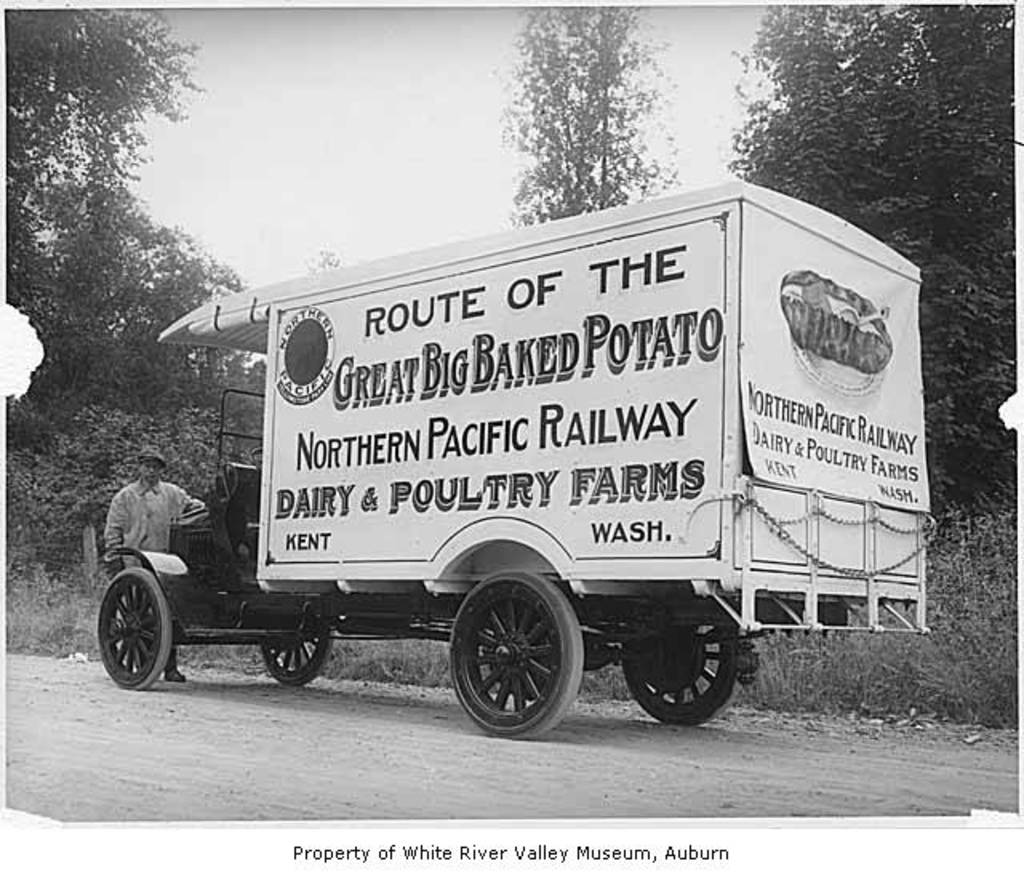 NORTHERN
PACIFIC
ROUTE OF THE
GREAT BIG BAKED POTATO
NORTHERN PACIFIC RAILWAY
DAIRY & POULTRY FARMS
KENT WASH.
NORTHERN PACIFIC RAILWAY
DAIRY & POULTRY FARMS
KENT
WASH.
Property of White River Valley Museum, Auburn